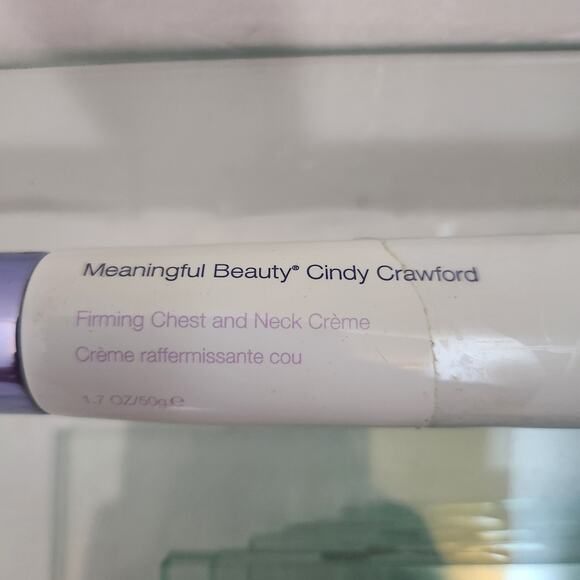 Meaningful Beauty® Cindy Crawford
Firming Chest and Neck Crème
Crème raffermissante cou
1.7 OZ/50g ℮